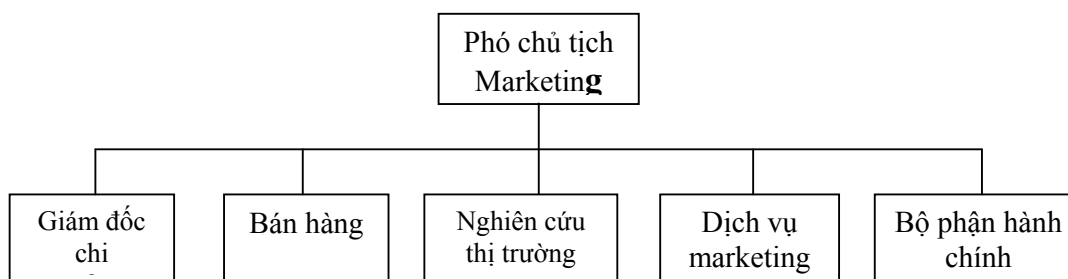 Phó chủ tịch
Marketing
Giám đốc
chi
Bán hàng
Nghiên cứu
thị trường
Dịch vụ
marketing
Bộ phận hành
chính